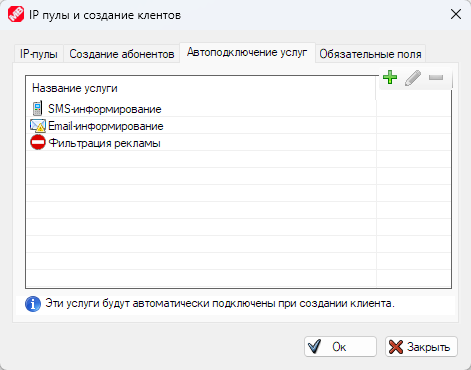 IP пулы и создание клентов
IP-пулы
Создание абонентов
Автоподключение услуг
Обязательные поля
Название услуги
SMS-информирование
Email-информирование
Фильтрация рекламы
Эти услуги будут автоматически подключены при создании клиента.
Ок
Закрыть